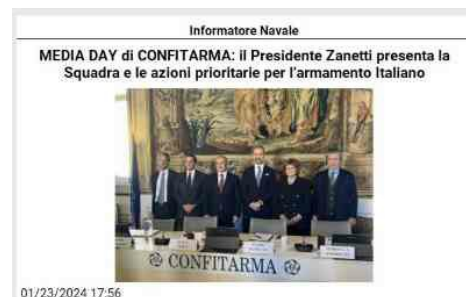 Informatore Navale
MEDIA DAY di CONFITARMA: il Presidente Zanetti presenta la
Squadra e le azioni prioritarie per l'armamento Italiano
CONFITARMA
01/23/2024 17:56